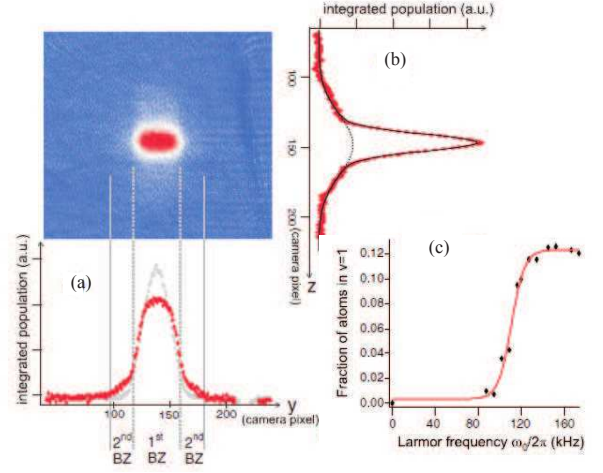 integrated population (a.u.)
(b)
100
150
200
(camera pixel)
z
(a)
integrated population (a.u.)
100
150
200
y
(camera pixel)
2nd
BZ
1st
BZ
2nd
BZ
(c)
Fraction of atoms in v=1
0.12
0.10
0.08
0.06
0.04
0.02
0.00
0
40
80
120
160
Larmor frequency ω0/2π (kHz)